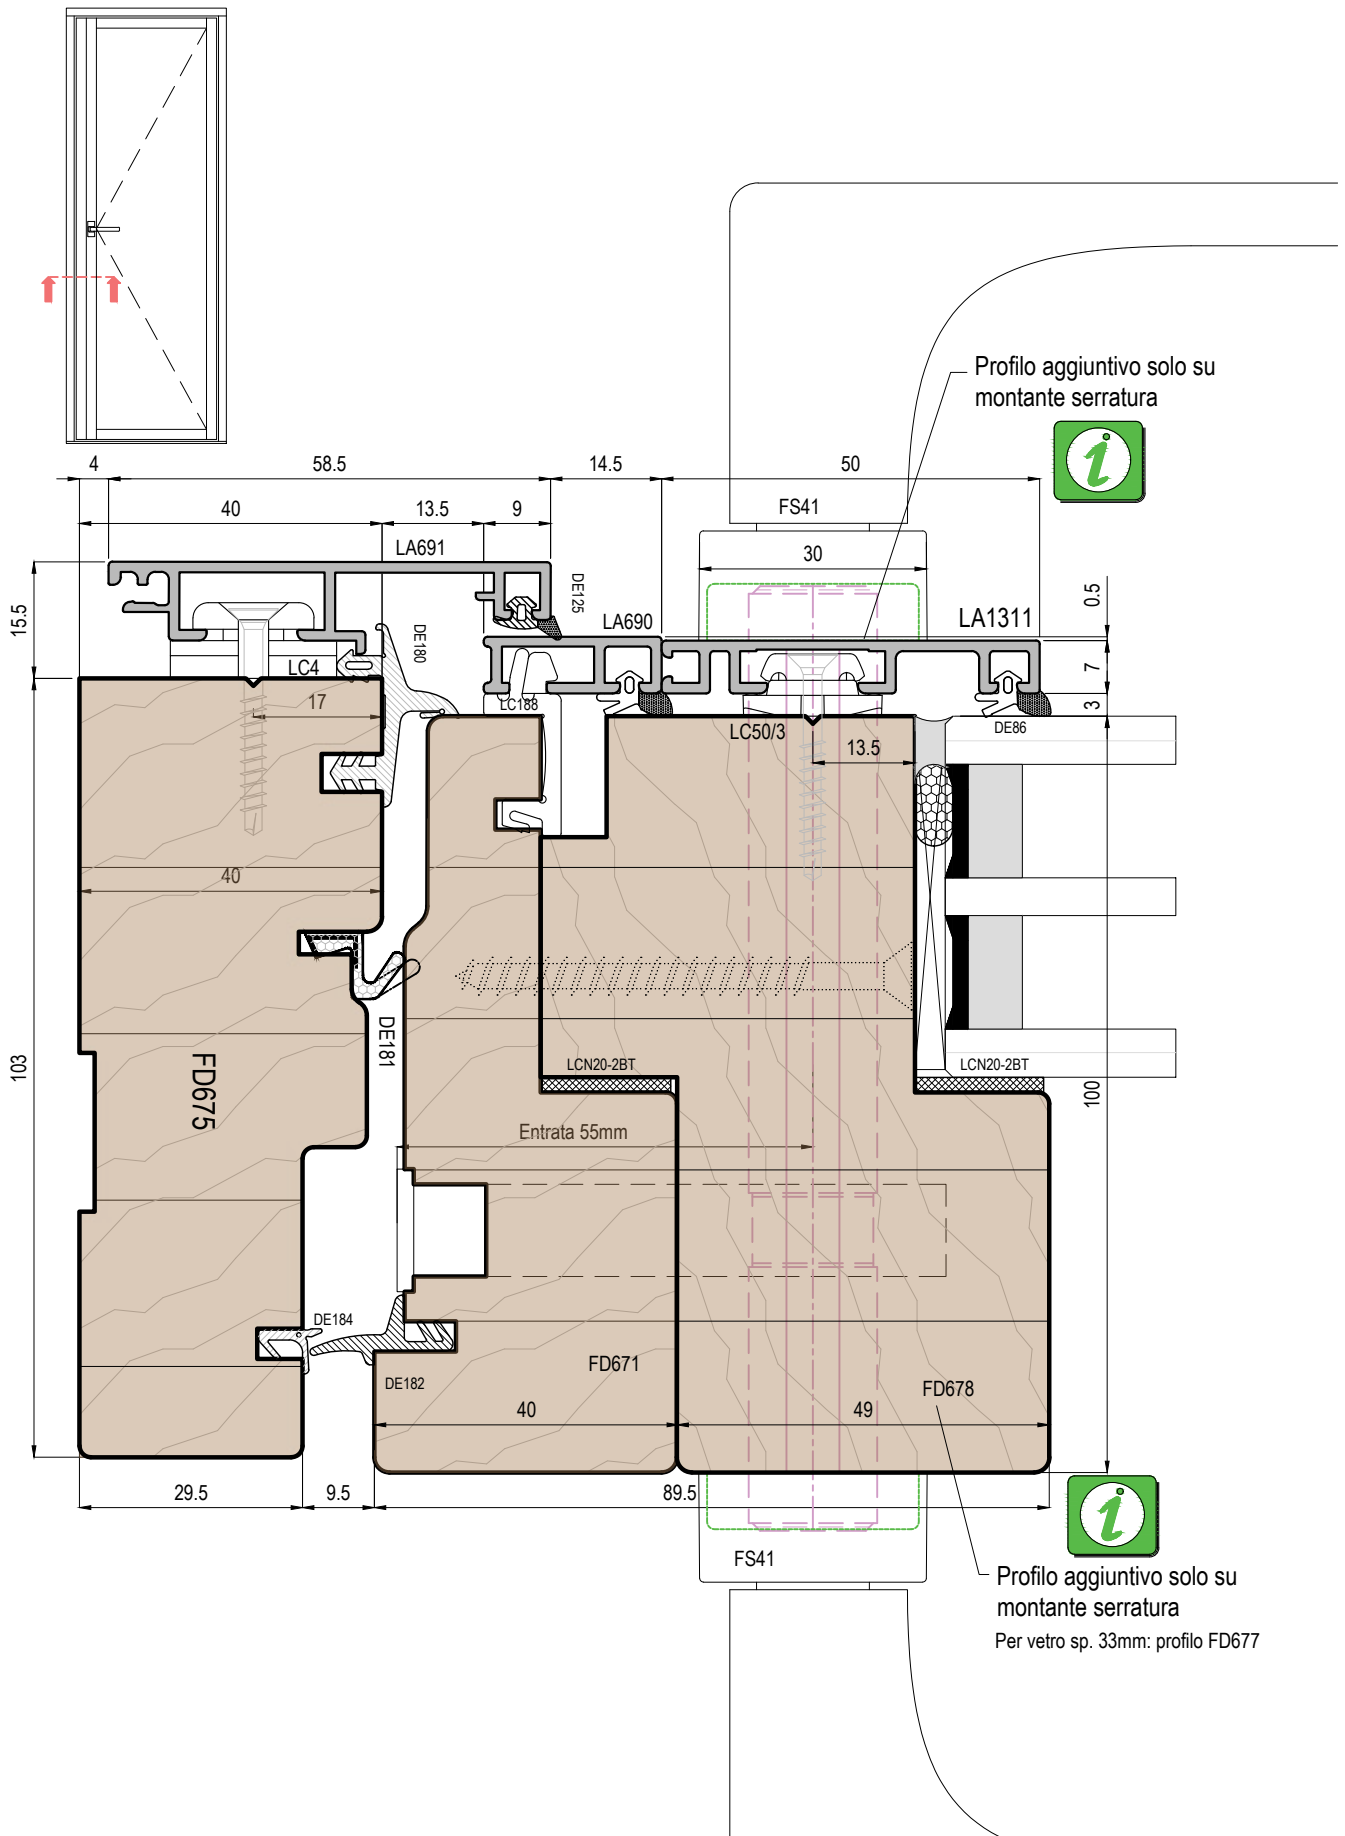 Profilo aggiuntivo solo su
montante serratura
4
58.5
14.5
50
40
13.5
9
FS41
LA691
30
DE125
0.5
15.5
LA690
LA1311
DE180
LC4
7
17
LC188
3
LC50/3
DE86
13.5
40
DE181
103
FD675
LCN20-2BT
LCN20-2BT
100
Entrata 55mm
DE184
FD671
DE182
FD678
40
49
29.5
9.5
89.5
FS41
Profilo aggiuntivo solo su
montante serratura
Per vetro sp. 33mm: profilo FD677